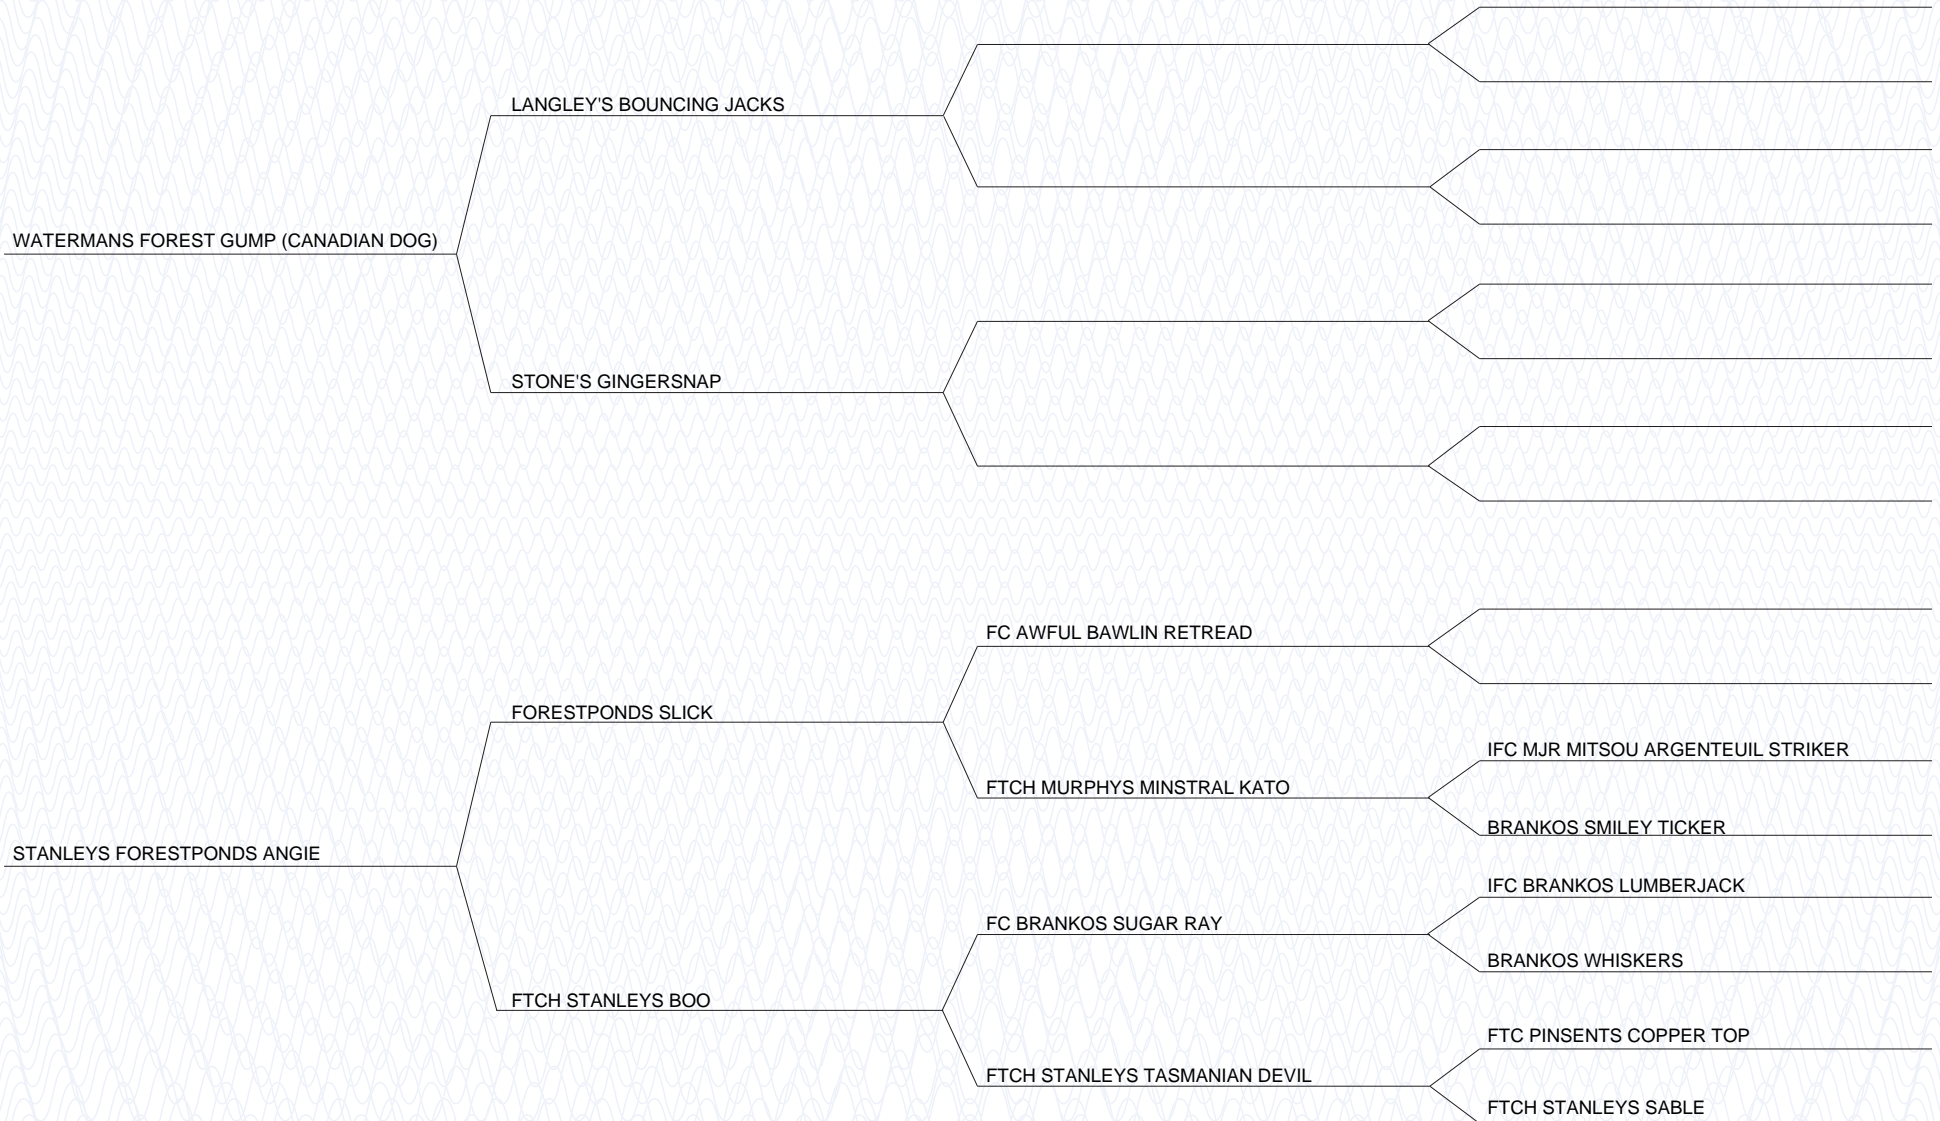 LANGLEY'S BOUNCING JACKS
WATERMANS FOREST GUMP (CANADIAN DOG)
STONE'S GINGERSNAP
FC AWFUL BAWLIN RETREAD
FORESTPONDS SLICK
IFC MJR MITSOU ARGENTEUIL STRIKER
FTCH MURPHYS MINSTRAL KATO
BRANKOS SMILEY TICKER
STANLEYS FORESTPONDS ANGIE
IFC BRANKOS LUMBERJACK
FC BRANKOS SUGAR RAY
BRANKOS WHISKERS
FTCH STANLEYS BOO
FTC PINSENTS COPPER TOP
FTCH STANLEYS TASMANIAN DEVIL
FTCH STANLEYS SABLE